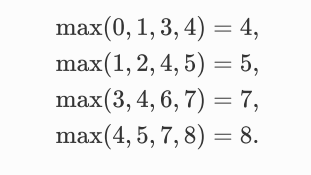 max(0, 1, 3, 4) = 4,
max(1, 2, 4, 5) = 5,
max(3, 4, 6, 7) = 7,
max(4, 5, 7, 8) = 8.